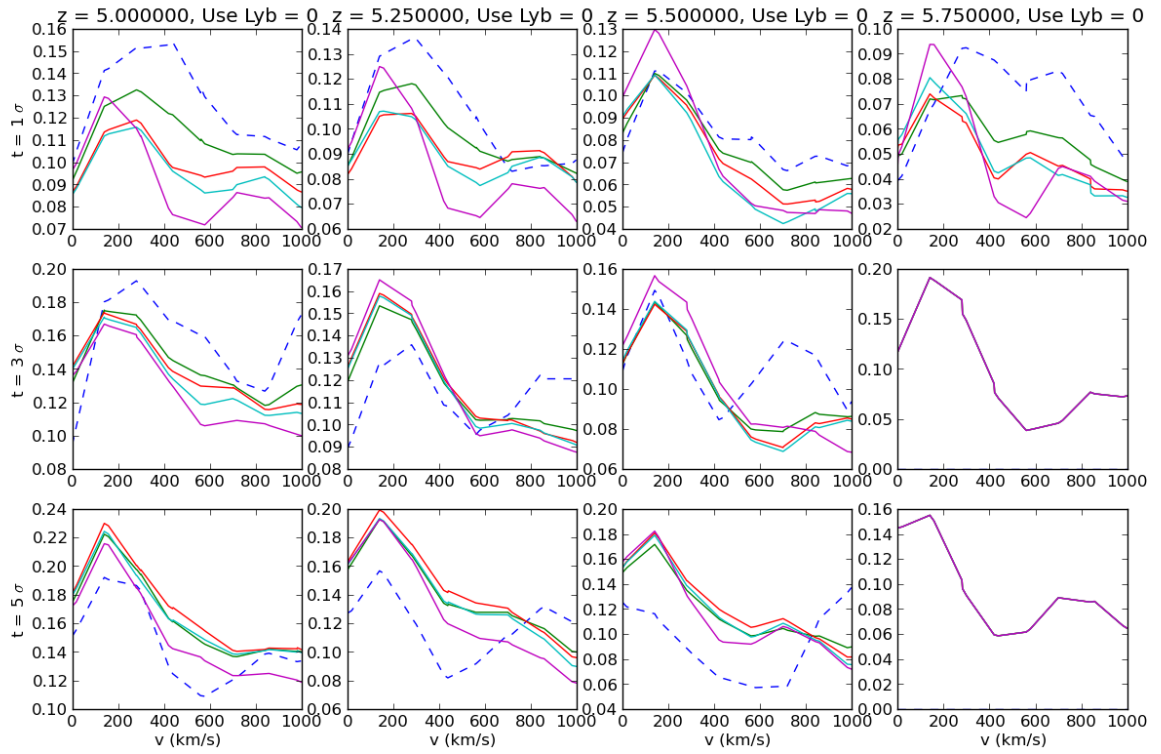 z = 5.000000, Use Lyb = 0 z = 5.250000, Use Lyb = 0 z = 5.500000, Use Lyb = 0 z = 5.750000, Use Lyb = 0
t = 1 σ
0.16 0.15 0.14 0.13 0.12 0.11 0.10 0.09 0.08 0.07
0 200 400 600 800 1000
0.14 0.13 0.12 0.11 0.10 0.09 0.08 0.07 0.06
0 200 400 600 800 1000
0.13 0.12 0.11 0.10 0.09 0.08 0.07 0.06 0.05 0.04
0 200 400 600 800 1000
0.10 0.09 0.08 0.07 0.06 0.05 0.04 0.03 0.02
0 200 400 600 800 1000
t = 3 σ
0.20 0.18 0.16 0.14 0.12 0.10 0.08
0 200 400 600 800 1000
0.17 0.16 0.15 0.14 0.13 0.12 0.11 0.10 0.09 0.08
0 200 400 600 800 1000
0.16 0.14 0.12 0.10 0.08 0.06
0 200 400 600 800 1000
0.20 0.15 0.10 0.05 0.00
0 200 400 600 800 1000
t = 5 σ
0.24 0.22 0.20 0.18 0.16 0.14 0.12 0.10
0 200 400 600 800 1000
v (km/s)
0.20 0.18 0.16 0.14 0.12 0.10 0.08 0.06
0 200 400 600 800 1000
v (km/s)
0.20 0.18 0.16 0.14 0.12 0.10 0.08 0.06 0.04
0 200 400 600 800 1000
v (km/s)
0.16 0.14 0.12 0.10 0.08 0.06 0.04 0.02 0.00
0 200 400 600 800 1000
v (km/s)